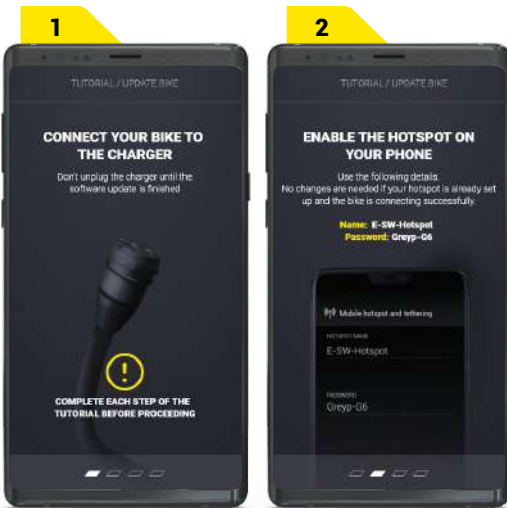 1
TUTORIAL / UPDATE BIKE
CONNECT YOUR BIKE TO
THE CHARGER
Don't unplug the charger until the
software update is finished
COMPLETE EACH STEP OF THE
TUTORIAL BEFORE PROCEEDING
2
TUTORIAL / UPDATE BIKE
ENABLE THE HOTSPOT ON
YOUR PHONE
Use the following details.
No changes are needed if your hotspot is already set
up and the bike is connecting successfully.
Name: E-SW-Hotspot
Password: Greyp-G6
Mobile hotspot and tethering
HOTSPOT NAME
E-SW-Hotspot
PASSWORD
Greyp-G6